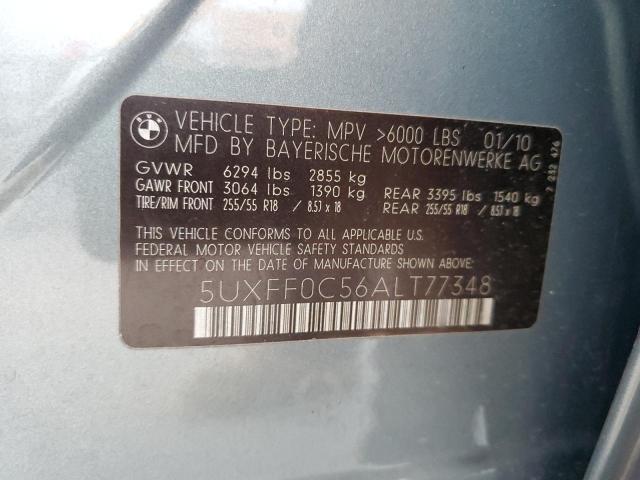 BMW
VEHICLE TYPE: MPV >6000 LBS 01/10
MFD BY BAYERISCHE MOTORENWERKE AG
GVWR 6294 lbs 2855 kg
GAWR FRONT 3064 lbs 1390 kg REAR 3395 lbs 1540 kg
TIRE/RIM FRONT 255/55 R18 / 8.5J x 18 REAR 255/55 R18 / 8.5J x 18
THIS VEHICLE CONFORMS TO ALL APPLICABLE U.S.
FEDERAL MOTOR VEHICLE SAFETY STANDARDS
IN EFFECT ON THE DATE OF MANUFACTURE SHOWN ABOVE:
5UXFF0C56ALT77348